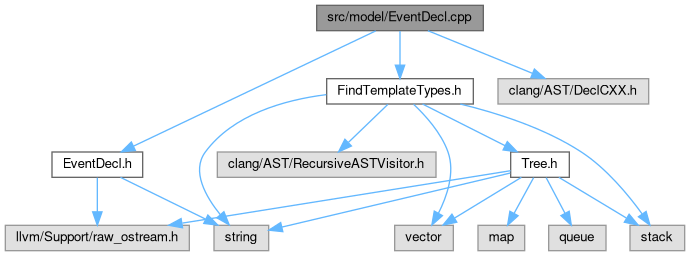 src/model/EventDecl.cpp
FindTemplateTypes.h
clang/AST/DeclCXX.h
EventDecl.h
clang/AST/RecursiveASTVisitor.h
Tree.h
llvm/Support/raw_ostream.h
string
vector
map
queue
stack